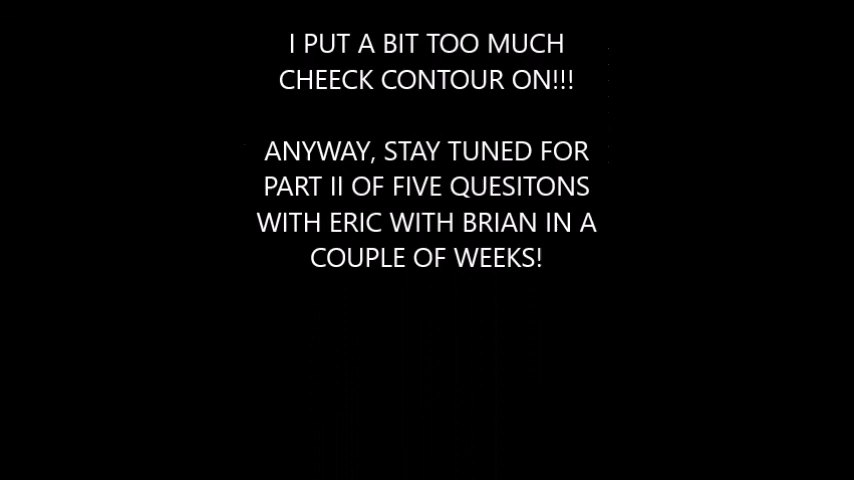 I PUT A BIT TOO MUCH
CHEECK CONTOUR ON!!!
ANYWAY, STAY TUNED FOR
PART II OF FIVE QUESITONS
WITH ERIC WITH BRIAN IN A
COUPLE OF WEEKS!